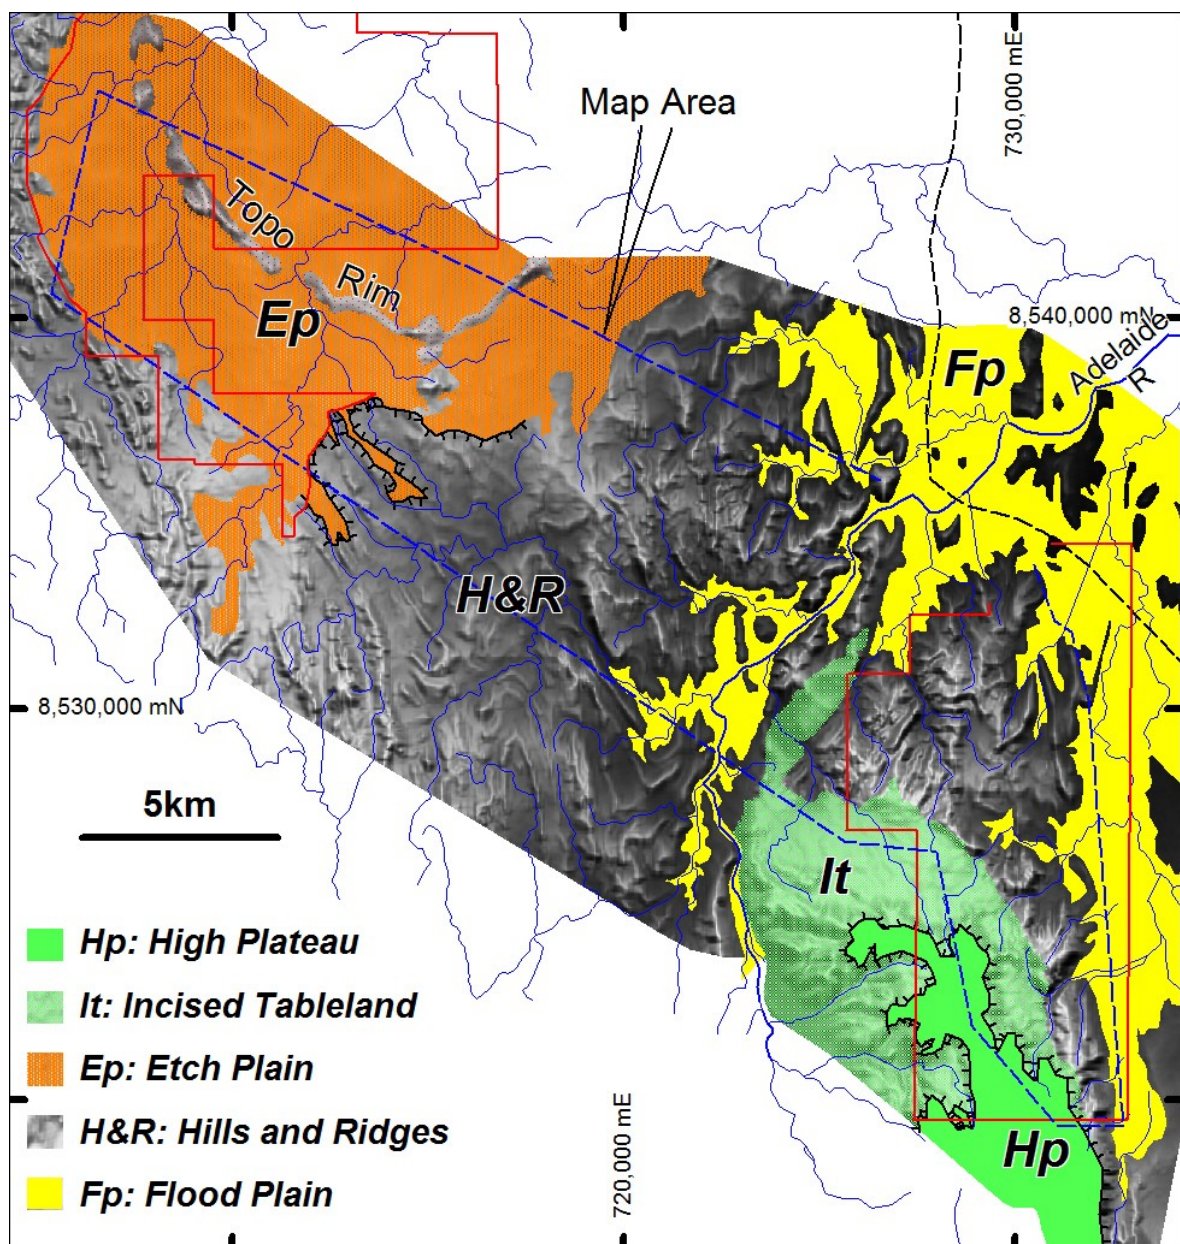 730,000 mE
Map Area
Topo
Rim
Ep
8,540,000 mN
Adelaide
R
Fp
H&R
8,530,000 mN
5km
It
Hp: High Plateau
It: Incised Tableland
Ep: Etch Plain
H&R: Hills and Ridges
Fp: Flood Plain
720,000 mE
Hp